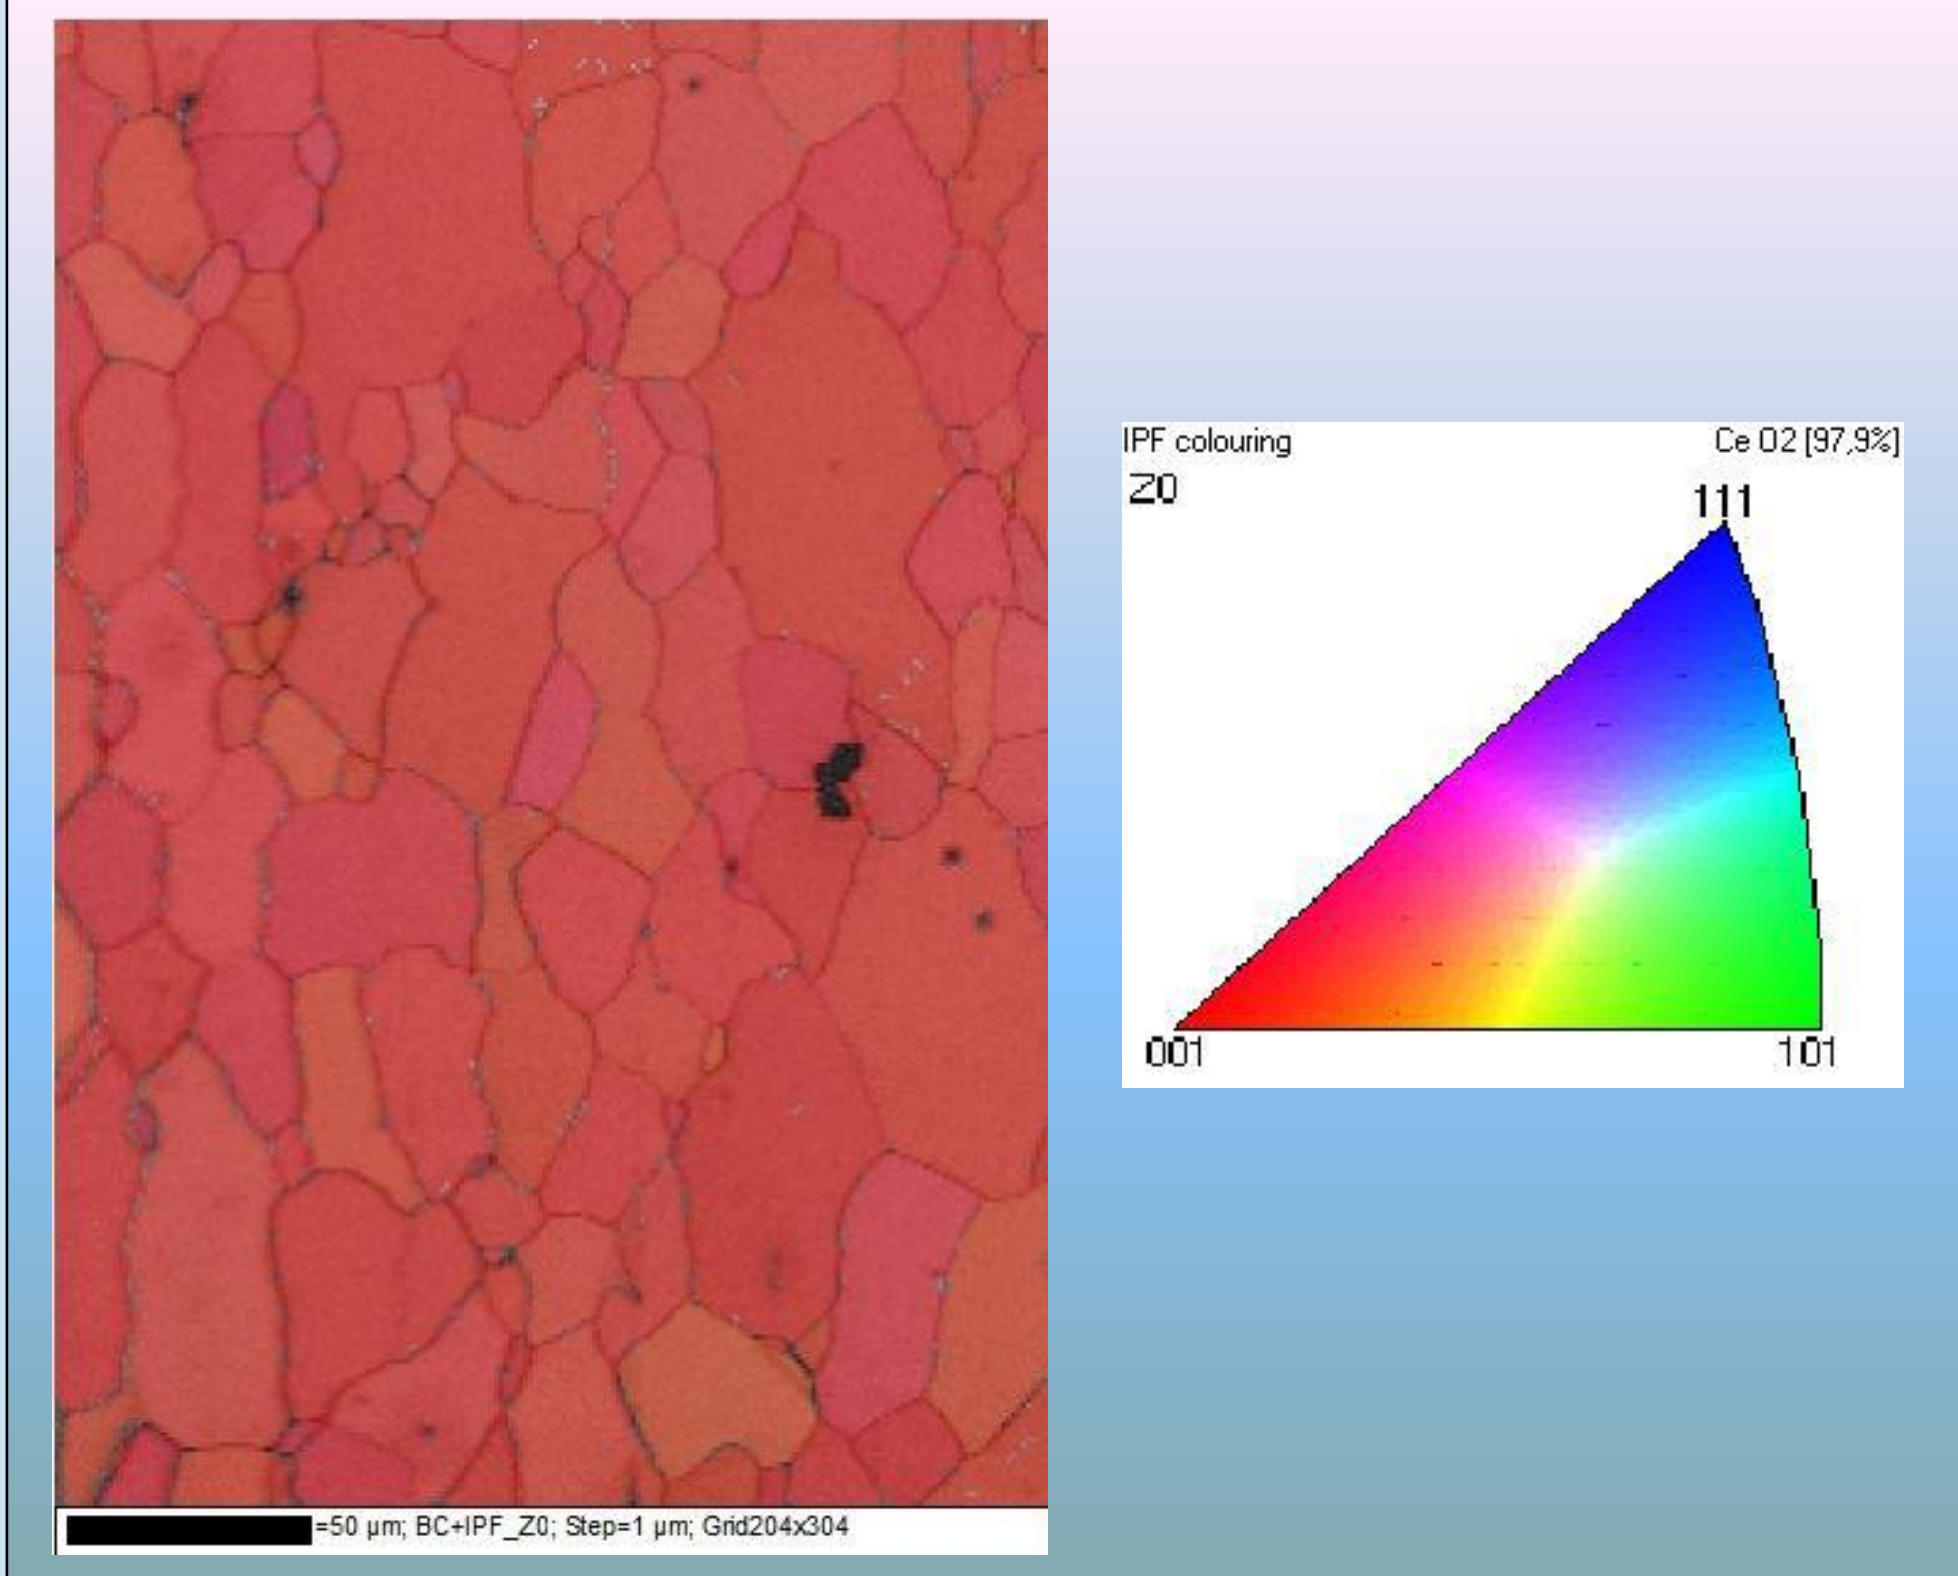 IPF colouring
Ce O2 [97,9%]
Z0
111
001
101
=50 µm; BC+IPF_Z0; Step=1 µm; Grid204x304